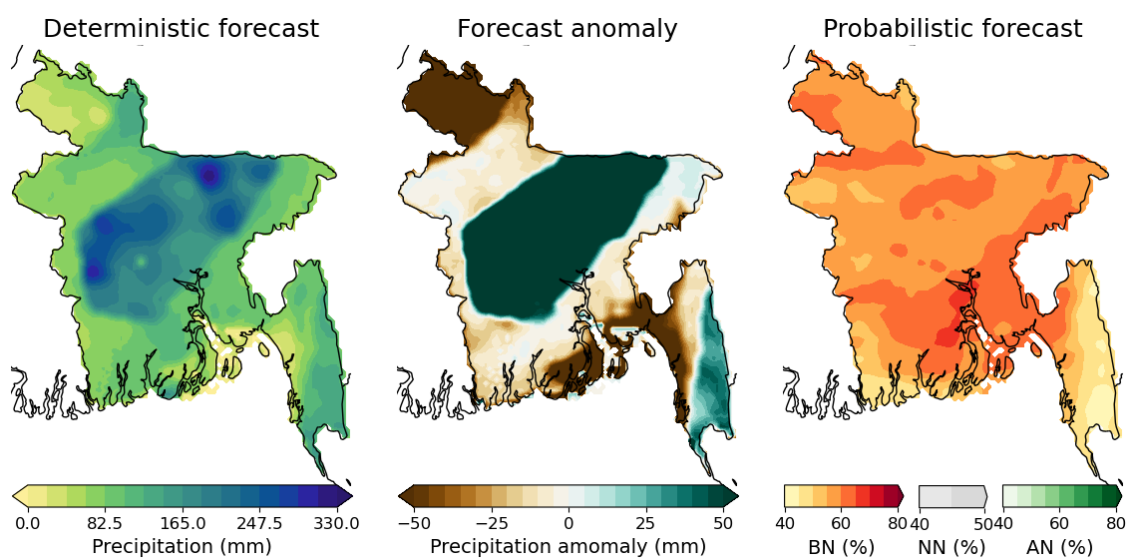 Deterministic forecast
Forecast anomaly
Probabilistic forecast
0.0 82.5 165.0 247.5 330.0
Precipitation (mm)
−50 −25 0 25 50
Precipitation amomaly (mm)
40 60 80
BN (%)
40 50
NN (%)
40 60 80
AN (%)